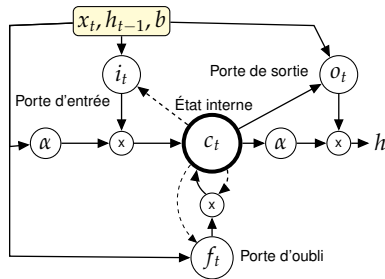 x_t, h_{t−1}, b
i_t
Porte de sortie
o_t
Porte d'entrée
État interne
α
x
c_t
α
x
h
x
f_t
Porte d'oubli